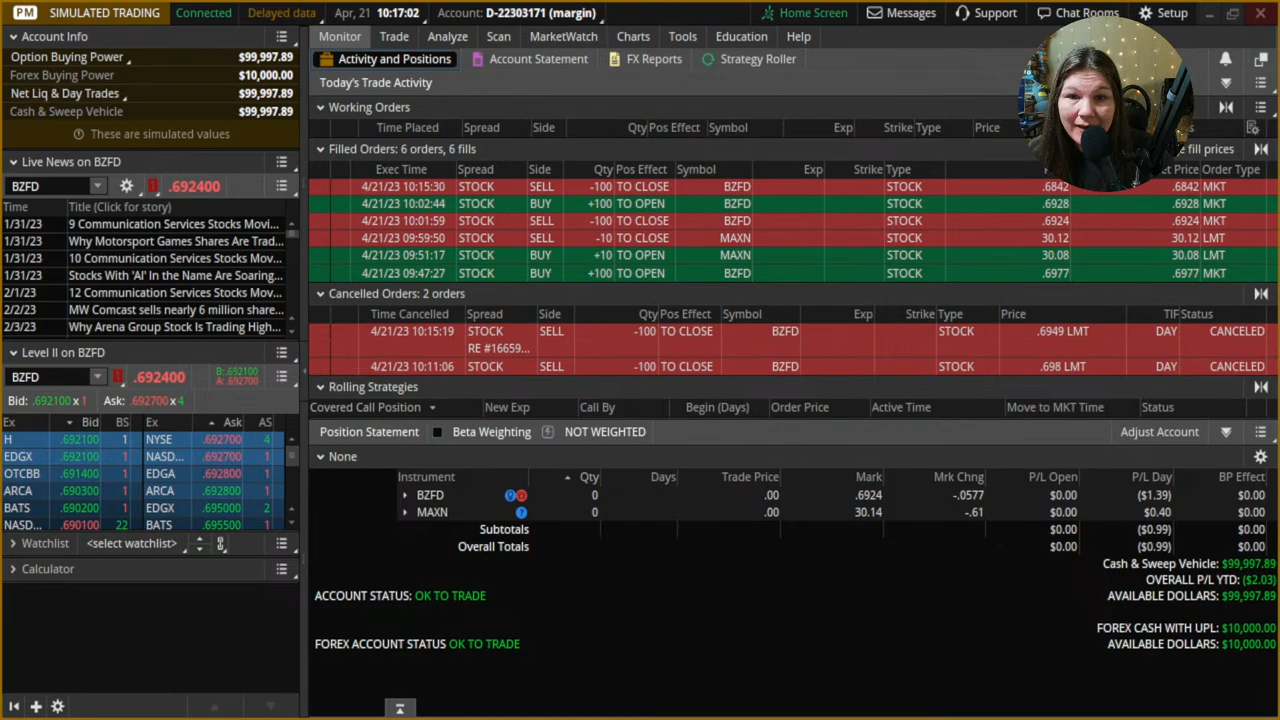 PM SIMULATED TRADING Connected Delayed data Apr, 21 10:17:02 Account: D-22303171 (margin) Home Screen Messages Support Chat Rooms Setup
Account Info
Option Buying Power $99,997.89
Forex Buying Power $10,000.00
Net Liq & Day Trades $99,997.89
Cash & Sweep Vehicle $99,997.89
These are simulated values
Live News on BZFD
BZFD 1 .692400
Time Title (Click for story)
1/31/23 9 Communication Services Stocks Movi...
1/31/23 Why Motorsport Games Shares Are Trad...
1/31/23 10 Communication Services Stocks Mov...
1/31/23 Stocks With 'AI' In the Name Are Soaring...
2/1/23 12 Communication Services Stocks Mov...
2/2/23 MW Comcast sells nearly 6 million share...
2/3/23 Why Arena Group Stock Is Trading High...
Level II on BZFD
BZFD 1 .692400 B: .692100
A: .692700
Bid: .692100 x 1 Ask: .692700 x 4
Ex Bid BS Ex Ask AS
H .692100 1 NYSE .692700 4
EDGX .692100 1 NASD... .692700 1
OTCBB .691400 1 EDGA .692800 1
ARCA .690300 1 ARCA .692800 1
BATS .690200 1 EDGX .695000 2
NASD... .690100 22 BATS .695500 1
Watchlist <select watchlist>
Calculator
Monitor Trade Analyze Scan MarketWatch Charts Tools Education Help
Activity and Positions Account Statement FX Reports Strategy Roller
Today's Trade Activity
Working Orders
Time Placed Spread Side Qty Pos Effect Symbol Exp Strike Type Price
Filled Orders: 6 orders, 6 fills fill prices
Exec Time Spread Side Qty Pos Effect Symbol Exp Strike Type Price Order Type
4/21/23 10:15:30 STOCK SELL -100 TO CLOSE BZFD STOCK .6842 .6842 MKT
4/21/23 10:02:44 STOCK BUY +100 TO OPEN BZFD STOCK .6928 .6928 MKT
4/21/23 10:01:59 STOCK SELL -100 TO CLOSE BZFD STOCK .6924 .6924 MKT
4/21/23 09:59:50 STOCK SELL -10 TO CLOSE MAXN STOCK 30.12 30.12 LMT
4/21/23 09:51:17 STOCK BUY +10 TO OPEN MAXN STOCK 30.08 30.08 LMT
4/21/23 09:47:27 STOCK BUY +100 TO OPEN BZFD STOCK .6977 .6977 MKT
Cancelled Orders: 2 orders
Time Cancelled Spread Side Qty Pos Effect Symbol Exp Strike Type Price TIF Status
4/21/23 10:15:19 STOCK SELL -100 TO CLOSE BZFD STOCK .6949 LMT DAY CANCELED
RE #16659...
4/21/23 10:11:06 STOCK SELL -100 TO CLOSE BZFD STOCK .698 LMT DAY CANCELED
Rolling Strategies
Covered Call Position New Exp Call By Begin (Days) Order Price Active Time Move to MKT Time Status
Position Statement Beta Weighting NOT WEIGHTED Adjust Account
None
Instrument Qty Days Trade Price Mark Mrk Chng P/L Open P/L Day BP Effect
BZFD 0 .00 .6924 -.0577 $0.00 ($1.39) $0.00
MAXN 0 .00 30.14 -.61 $0.00 $0.40 $0.00
Subtotals $0.00 ($0.99) $0.00
Overall Totals $0.00 ($0.99) $0.00
Cash & Sweep Vehicle: $99,997.89
OVERALL P/L YTD: ($2.03)
ACCOUNT STATUS: OK TO TRADE AVAILABLE DOLLARS: $99,997.89
FOREX CASH WITH UPL: $10,000.00
FOREX ACCOUNT STATUS OK TO TRADE AVAILABLE DOLLARS: $10,000.00